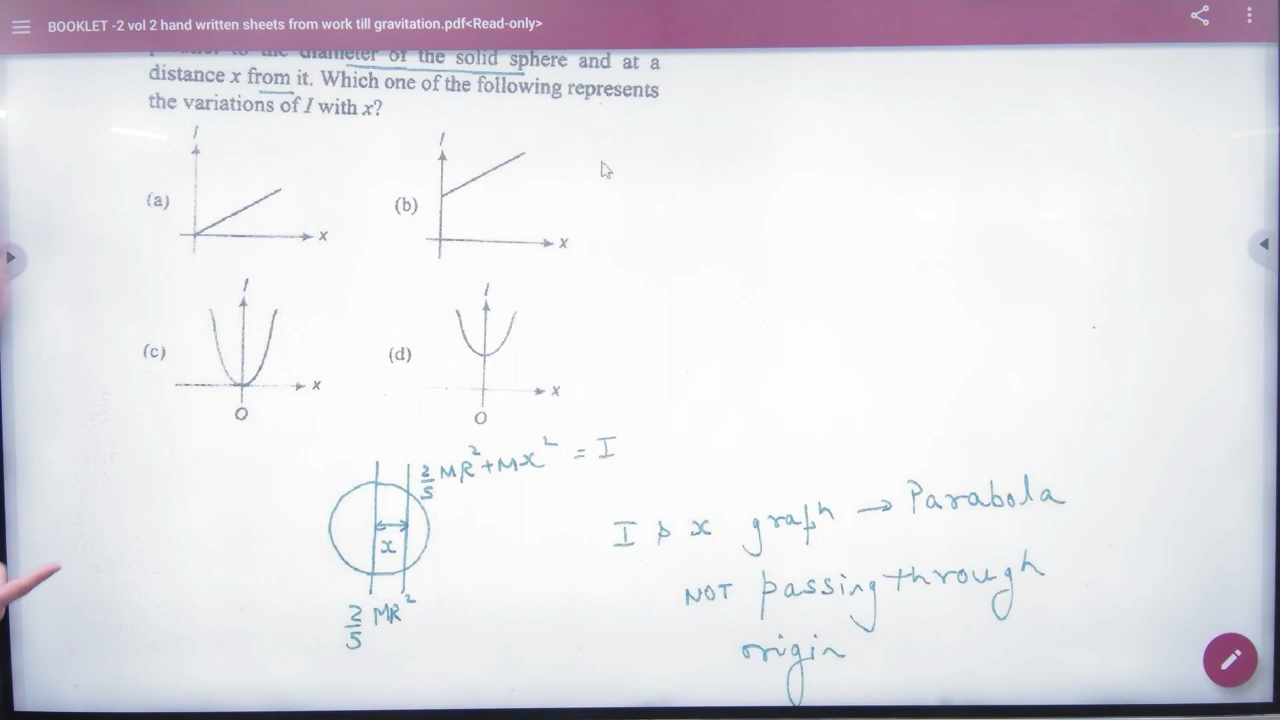 BOOKLET -2 vol 2 hand written sheets from work till gravitation.pdf<Read-only>
to the diameter of the solid sphere and at a
distance x from it. Which one of the following represents
the variations of I with x?
I
(a)
x
I
(b)
x
I
(c)
x
O
I
(d)
x
O
2/5 MR² + Mx² = I
x
2/5 MR²
I x graph → Parabola
NOT passing through
origin